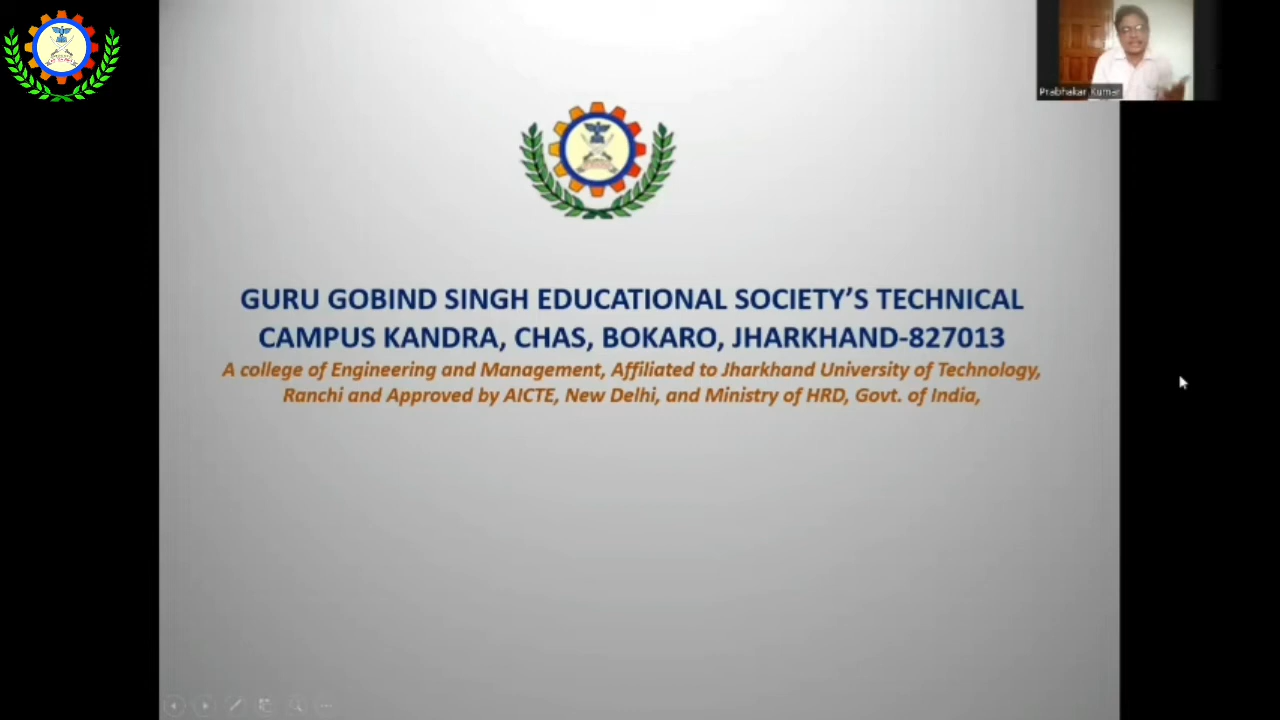 Prabhakar Kumar
GURU GOBIND SINGH EDUCATIONAL SOCIETY’S TECHNICAL
CAMPUS KANDRA, CHAS, BOKARO, JHARKHAND-827013
A college of Engineering and Management, Affiliated to Jharkhand University of Technology,
Ranchi and Approved by AICTE, New Delhi, and Ministry of HRD, Govt. of India,